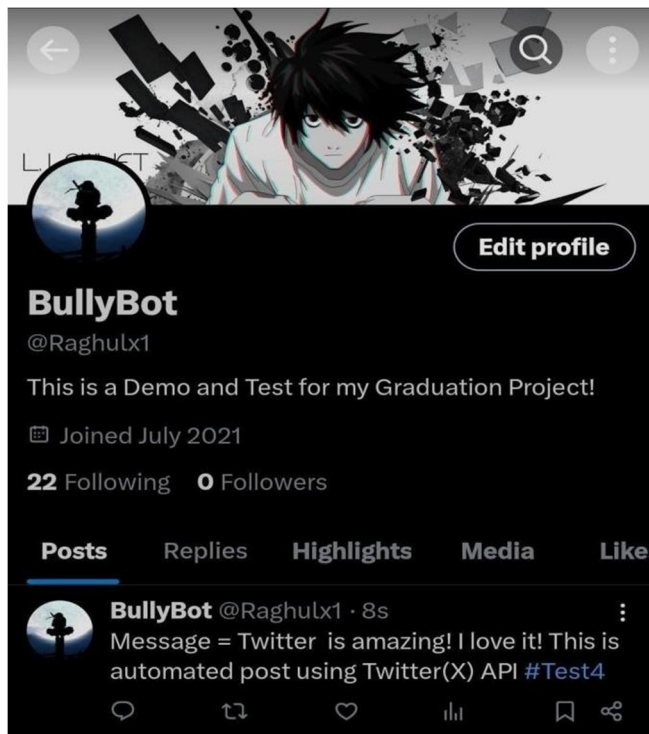 Edit profile
BullyBot
@Raghulx1
This is a Demo and Test for my Graduation Project!
Joined July 2021
22 Following 0 Followers
Posts Replies Highlights Media Like
BullyBot @Raghulx1 · 8s
Message = Twitter is amazing! I love it! This is
automated post using Twitter(X) API #Test4